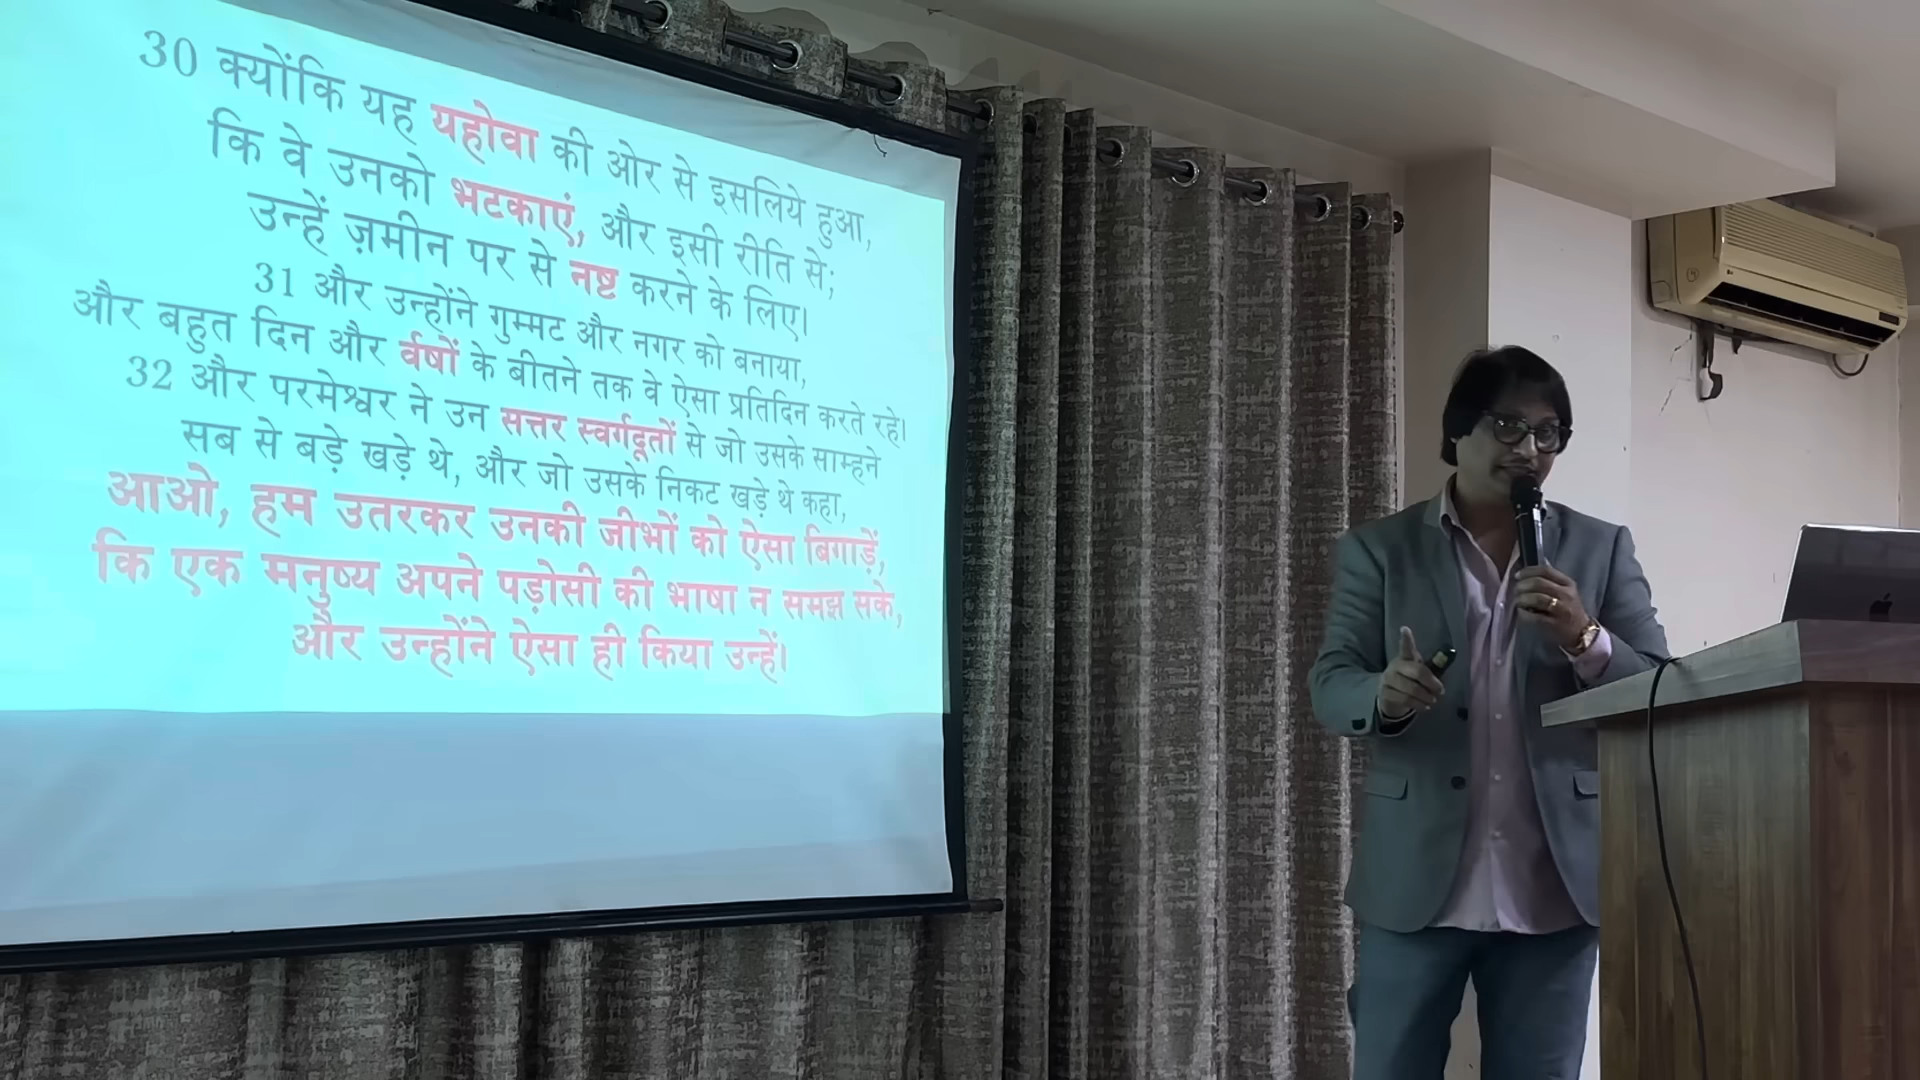 30 क्योंकि यह यहोवा की ओर से इसलिये हुआ,
कि वे उनको भटकाएं, और इसी रीति से;
उन्हें ज़मीन पर से नष्ट करने के लिए।
31 और उन्होंने गुम्मट और नगर को बनाया,
और बहुत दिन और र्वषों के बीतने तक वे ऐसा प्रतिदिन करते रहे।
32 और परमेश्वर ने उन सत्तर स्वर्गदूतों से जो उसके साम्हने
सब से बड़े खड़े थे, और जो उसके निकट खड़े थे कहा,
आओ, हम उतरकर उनकी जीभों को ऐसा बिगाड़ें,
कि एक मनुष्य अपने पड़ोसी की भाषा न समझ सके,
और उन्होंने ऐसा ही किया उन्हें।